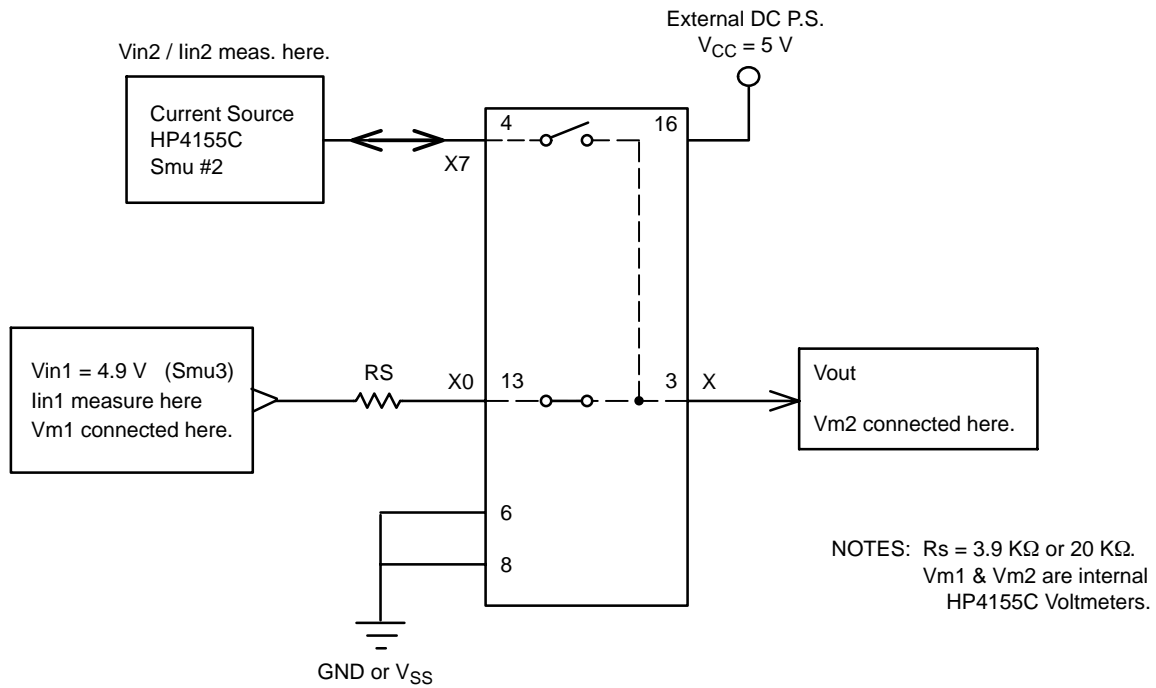 External DC P.S.
VCC = 5 V
Vin2 / Iin2 meas. here.
Current Source
HP4155C
Smu #2
4
16
X7
Vin1 = 4.9 V (Smu3)
Iin1 measure here
Vm1 connected here.
RS
X0
13
3
X
Vout
Vm2 connected here.
6
8
GND or VSS
NOTES: Rs = 3.9 KΩ or 20 KΩ.
Vm1 & Vm2 are internal
HP4155C Voltmeters.